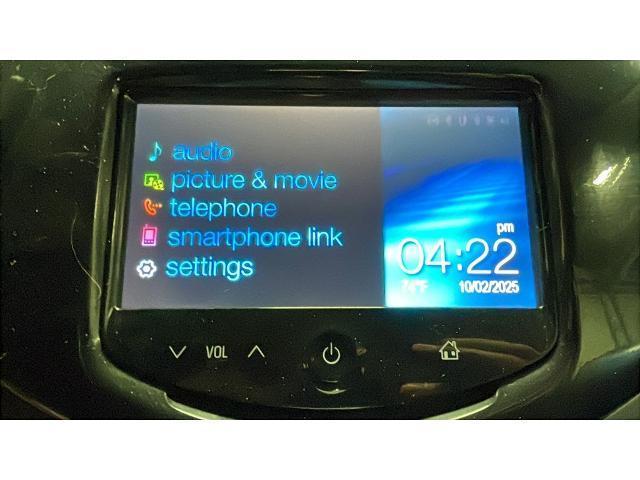 audio
picture & movie
telephone
smartphone link
settings
pm
04:22
74°F 10/02/2025
VOL